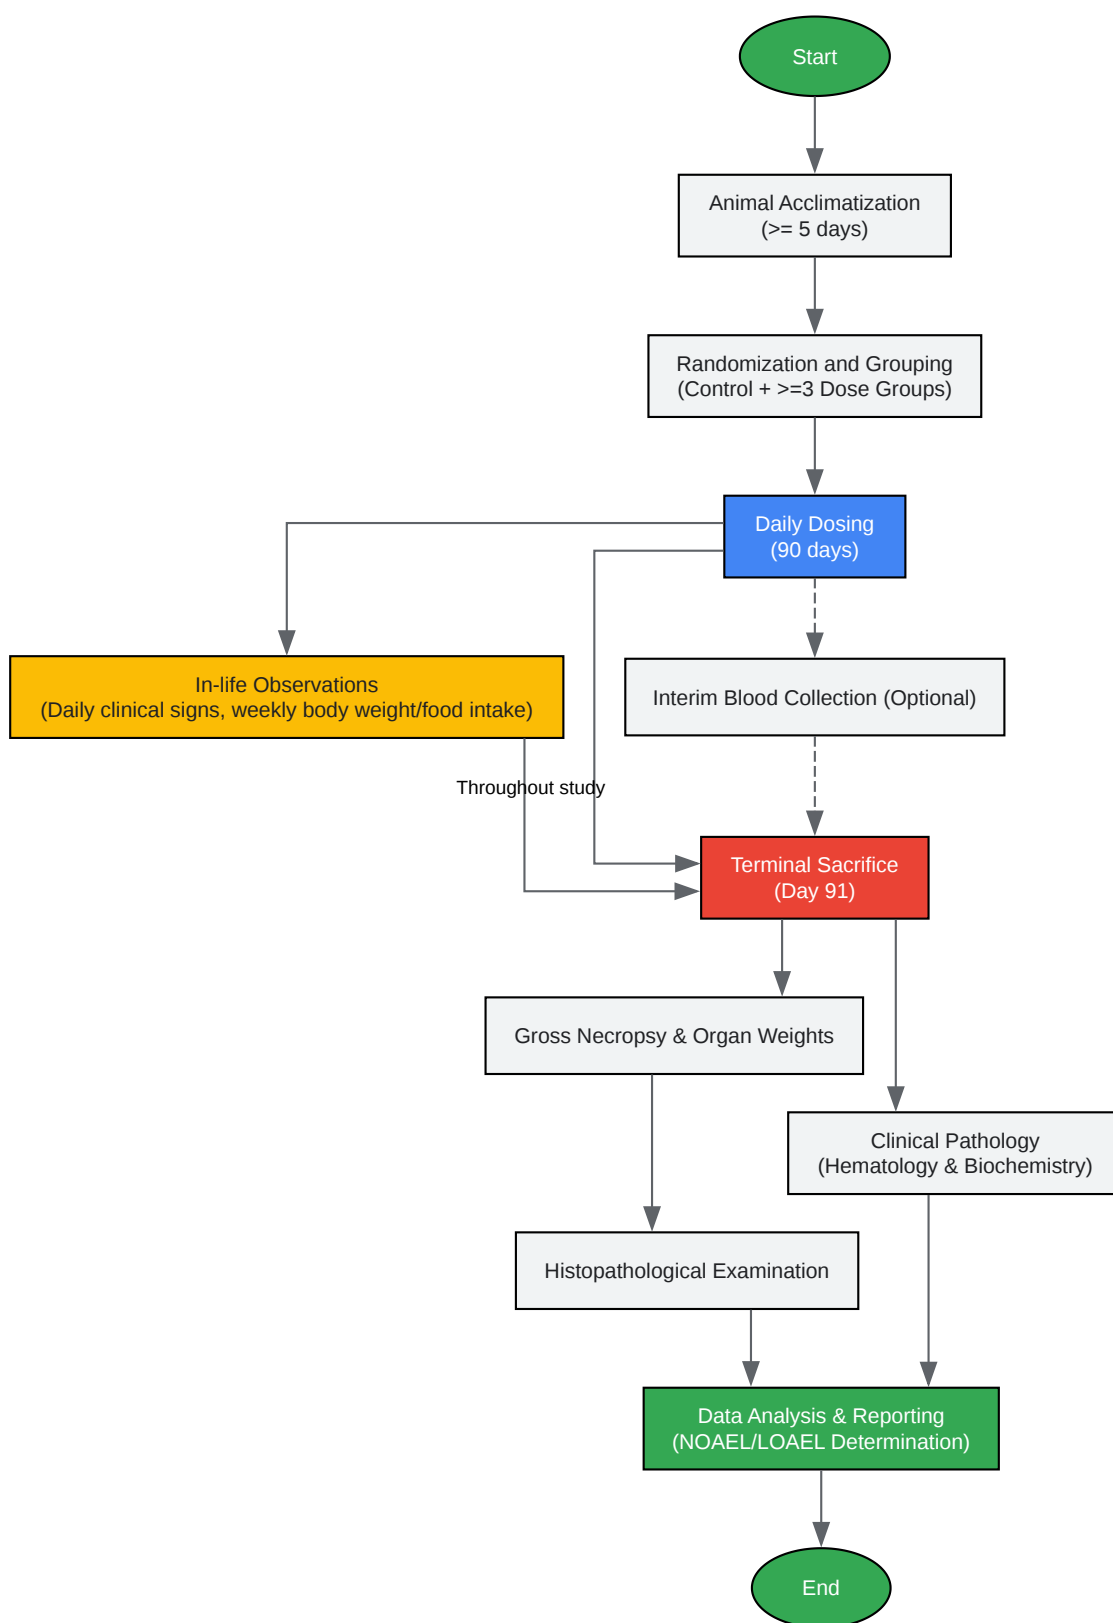 Start
Animal Acclimatization
(>= 5 days)
Randomization and Grouping
(Control + >=3 Dose Groups)
Daily Dosing
(90 days)
In-life Observations
(Daily clinical signs, weekly body weight/food intake)
Interim Blood Collection (Optional)
Throughout study
Terminal Sacrifice
(Day 91)
Gross Necropsy & Organ Weights
Clinical Pathology
(Hematology & Biochemistry)
Histopathological Examination
Data Analysis & Reporting
(NOAEL/LOAEL Determination)
End